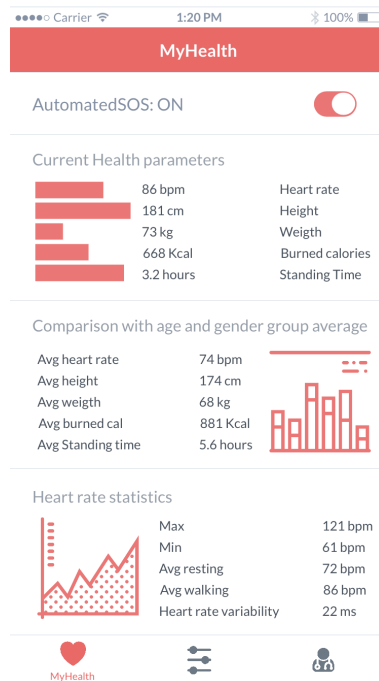 Carrier 1:20 PM 100%
MyHealth
AutomatedSOS: ON
Current Health parameters
86 bpm Heart rate
181 cm Height
73 kg Weigth
668 Kcal Burned calories
3.2 hours Standing Time
Comparison with age and gender group average
Avg heart rate 74 bpm
Avg height 174 cm
Avg weigth 68 kg
Avg burned cal 881 Kcal
Avg Standing time 5.6 hours
Heart rate statistics
Max 121 bpm
Min 61 bpm
Avg resting 72 bpm
Avg walking 86 bpm
Heart rate variability 22 ms
MyHealth